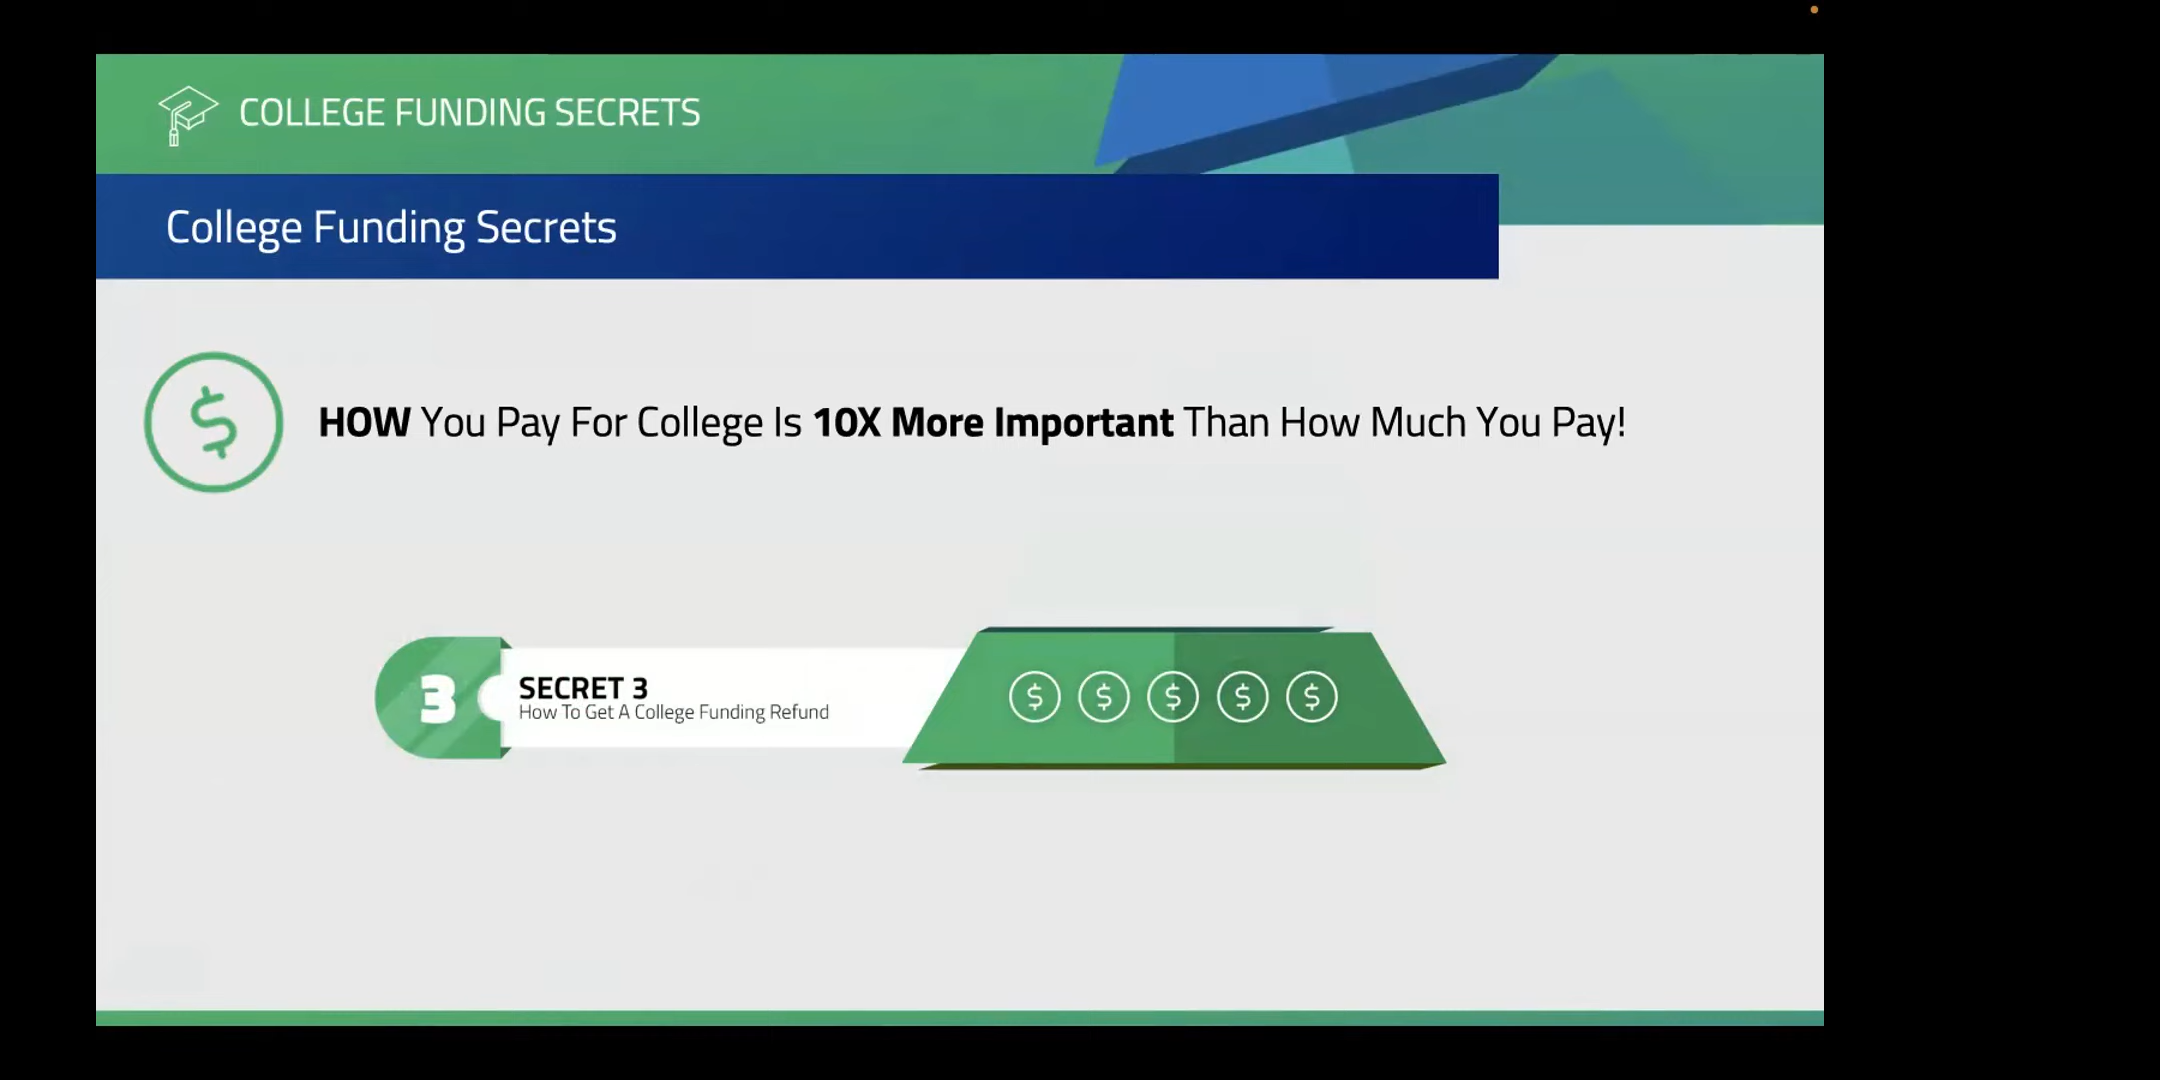 COLLEGE FUNDING SECRETS
College Funding Secrets
$
HOW You Pay For College Is 10X More Important Than How Much You Pay!
3
SECRET 3
How To Get A College Funding Refund
$ $ $ $ $